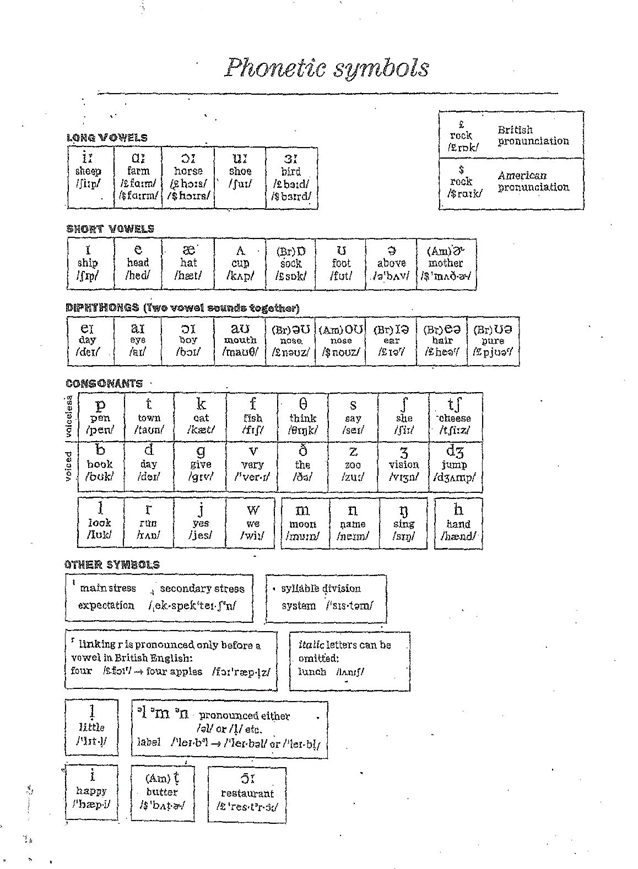 Phonetic symbols
£
rock
/£rɒk/
British
pronunciation
$
rock
/$rɑːk/
American
pronunciation
LONG VOWELS
iː ɑː ɔː uː ɜː
sheep farm horse shoe bird
/ʃiːp/ /£fɑːm/ /£hɔːs/ /ʃuː/ /£bɜːd/
/$fɑːrm/ /$hɔːrs/ /$bɜːrd/
SHORT VOWELS
ɪ e æ ʌ (Br)ɒ ʊ ə (Am)ɚ
ship head hat cup sock foot above mother
/ʃɪp/ /hed/ /hæt/ /kʌp/ /£sɒk/ /fʊt/ /əˈbʌv/ /$ˈmʌð·ɚ/
DIPHTHONGS (Two vowel sounds together)
eɪ aɪ ɔɪ aʊ (Br)əʊ (Am)oʊ (Br)ɪə (Br)eə (Br)ʊə
day eye boy mouth nose nose ear hair pure
/deɪ/ /aɪ/ /bɔɪ/ /maʊθ/ /£nəʊz/ /$noʊz/ /£ɪəʳ/ /£heəʳ/ /£pjʊəʳ/
CONSONANTS
voiceless
p t k f θ s ʃ tʃ
pen town cat fish think say she cheese
/pen/ /taʊn/ /kæt/ /fɪʃ/ /θɪŋk/ /seɪ/ /ʃiː/ /tʃiːz/
voiced
b d g v ð z ʒ dʒ
book day give very the zoo vision jump
/bʊk/ /deɪ/ /gɪv/ /ˈver·i/ /ðə/ /zuː/ /vɪʒn/ /dʒʌmp/
l r j w m n ŋ h
look run yes we moon name sing hand
/lʊk/ /rʌn/ /jes/ /wiː/ /muːn/ /neɪm/ /sɪŋ/ /hænd/
OTHER SYMBOLS
ˈ main stress ˌ secondary stress
expectation /ˌek·spekˈteɪ·ʃən/
· syllable division
system /ˈsɪs·təm/
ʳ linking r is pronounced only before a
vowel in British English:
four /£fɔːʳ/ → four apples /fɔːˈræp·l̩z/
italic letters can be
omitted:
lunch /lʌntʃ/
l̩
little
/ˈlɪt·l̩/
ᵊl ᵊm ᵊn pronounced either
/əl/ or /l̩/ etc.
label /ˈleɪ·bᵊl → /ˈleɪ·bəl/ or /ˈleɪ·bl̩/
i
happy
/ˈhæp·i/
(Am) t̬
butter
/$ˈbʌt̬·ɚ/
ɔ̃ː
restaurant
/£ˈres·tᵊr·ɔ̃ː/